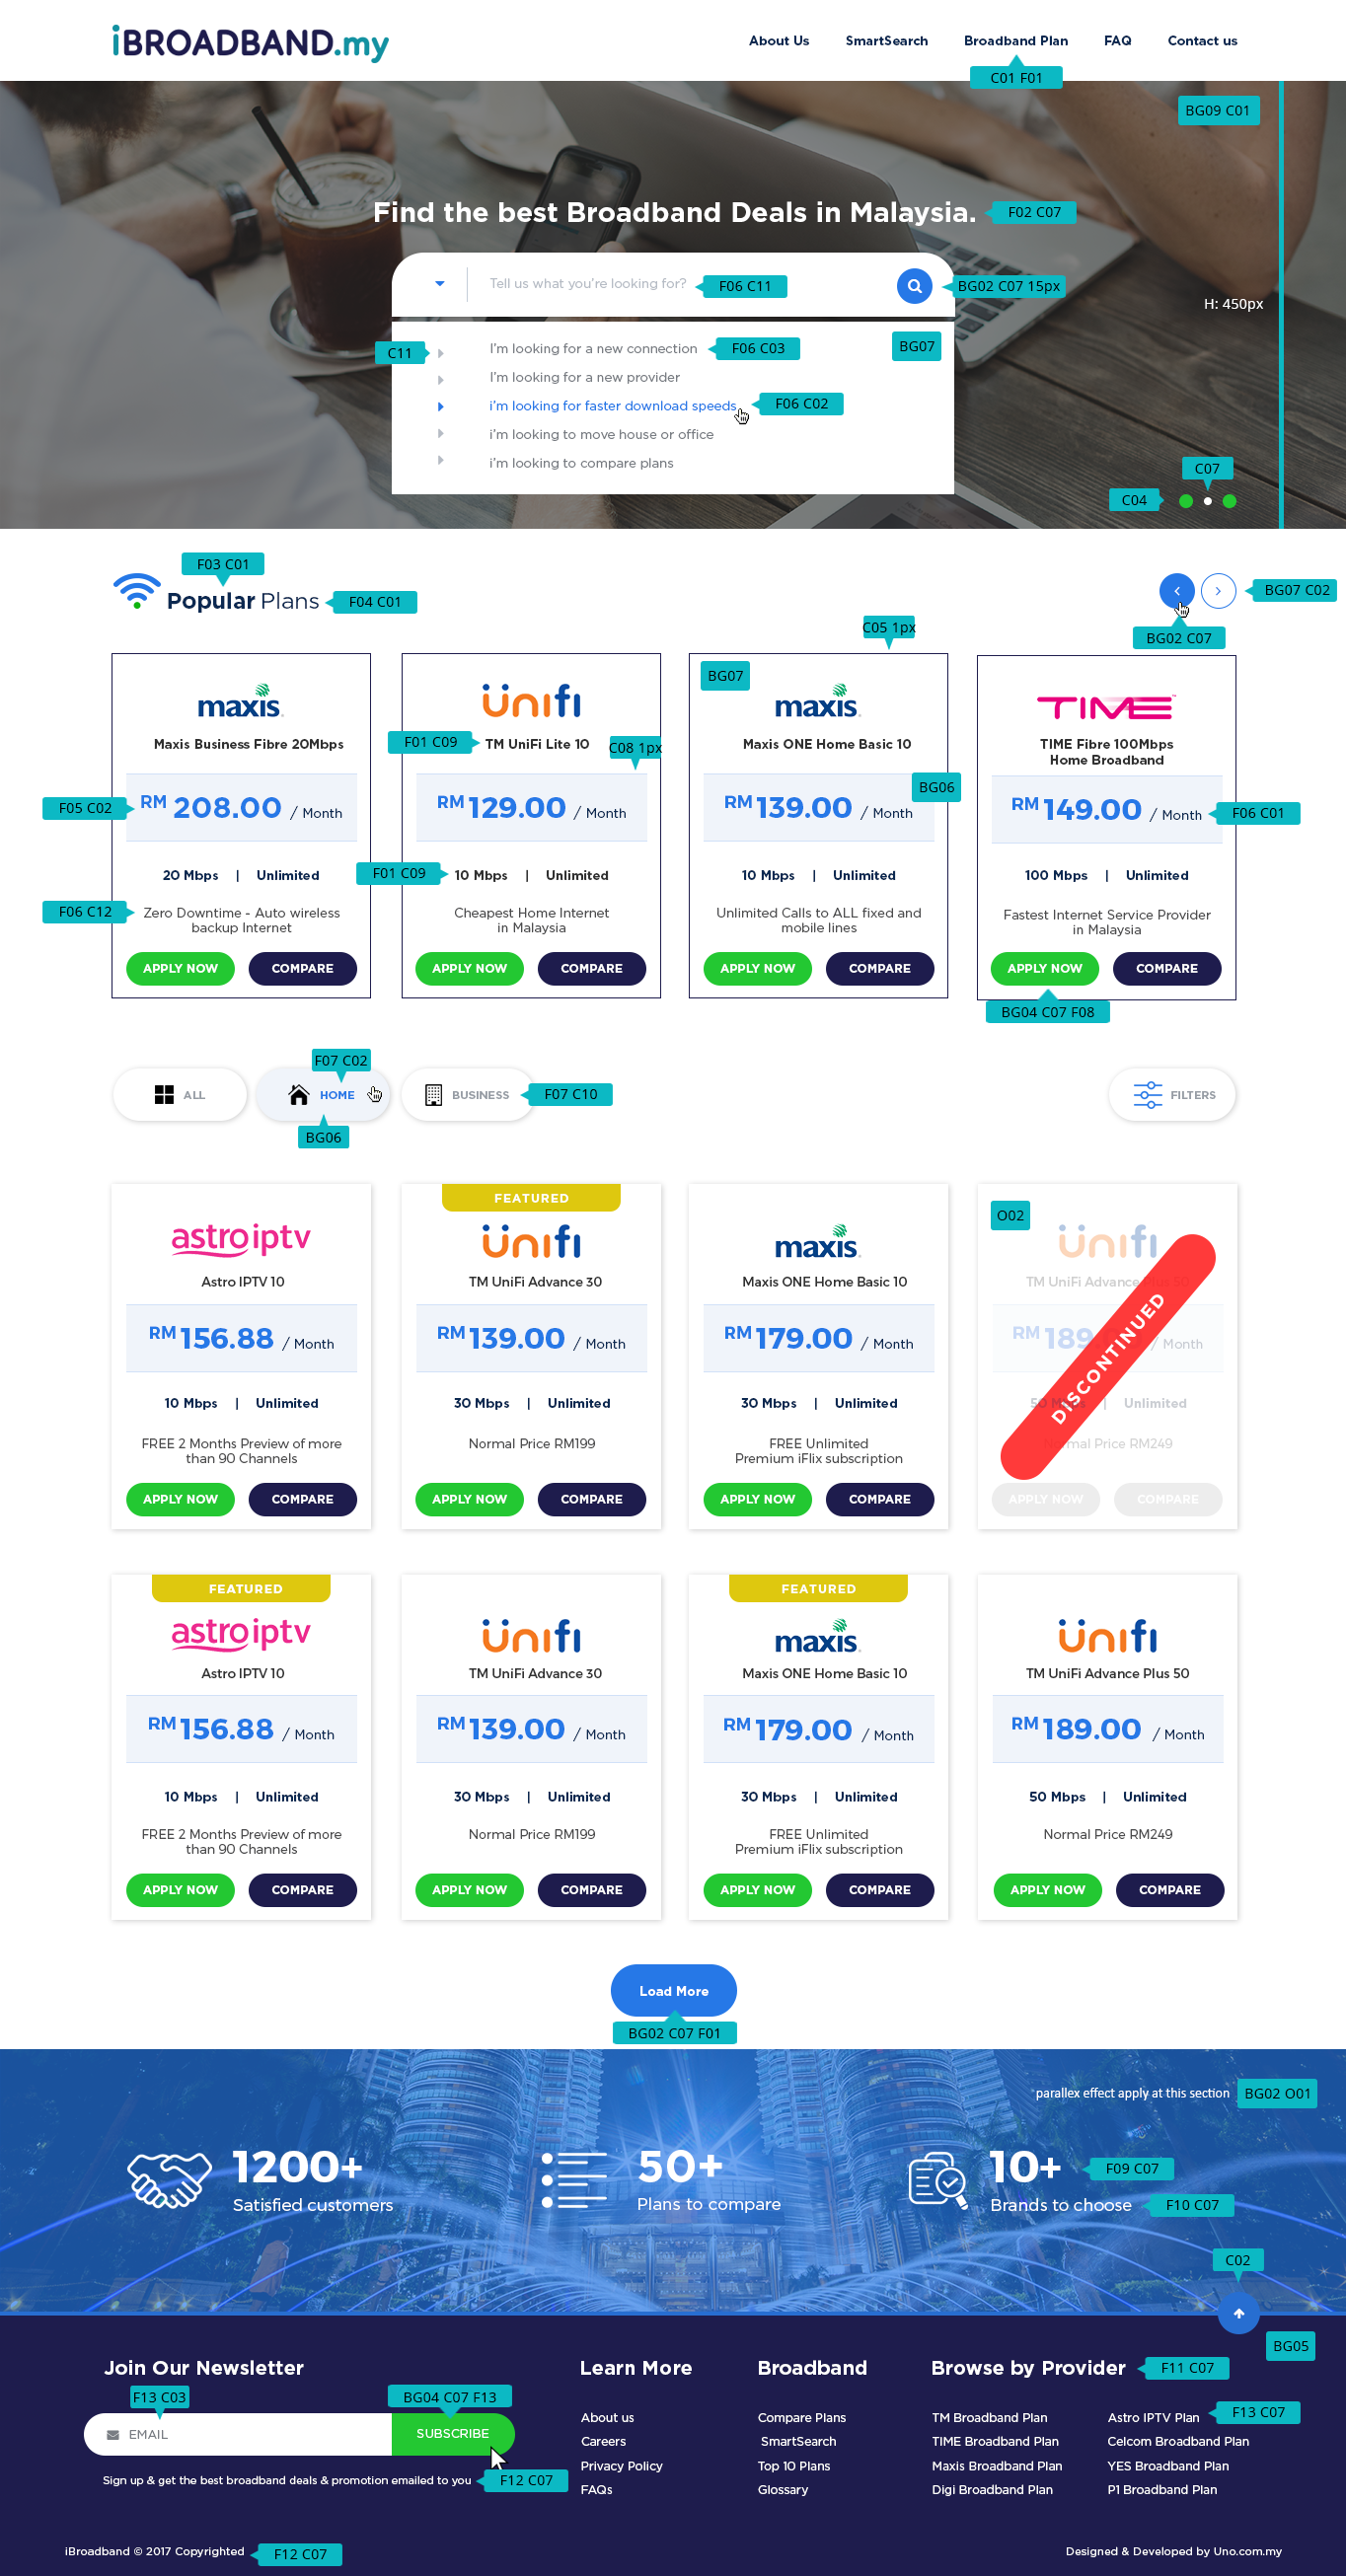 iBROADBAND.my
About Us SmartSearch Broadband Plan FAQ Contact us
C01 F01
BG09 C01
Find the best Broadband Deals in Malaysia.
F02 C07
Tell us what you're looking for?
F06 C11
BG02 C07 15px
H: 450px
BG07
C11
I'm looking for a new connection
F06 C03
I'm looking for a new provider
i'm looking for faster download speeds
F06 C02
i'm looking to move house or office
i'm looking to compare plans
C07
C04
F03 C01
Popular Plans
F04 C01
BG07 C02
BG02 C07
C05 1px
BG07
maxis
unifi
maxis
TIME
Maxis Business Fibre 20Mbps
F01 C09
TM UniFi Lite 10
C08 1px
Maxis ONE Home Basic 10
TIME Fibre 100Mbps
Home Broadband
BG06
F05 C02
RM 208.00 / Month
RM 129.00 / Month
RM 139.00 / Month
RM 149.00 / Month
F06 C01
20 Mbps | Unlimited
F01 C09
10 Mbps | Unlimited
10 Mbps | Unlimited
100 Mbps | Unlimited
F06 C12
Zero Downtime - Auto wireless
backup Internet
Cheapest Home Internet
in Malaysia
Unlimited Calls to ALL fixed and
mobile lines
Fastest Internet Service Provider
in Malaysia
APPLY NOW COMPARE
APPLY NOW COMPARE
APPLY NOW COMPARE
APPLY NOW COMPARE
BG04 C07 F08
F07 C02
ALL
HOME
BUSINESS
F07 C10
FILTERS
BG06
FEATURED
O02
astro iptv
unifi
maxis
unifi
Astro IPTV 10
TM UniFi Advance 30
Maxis ONE Home Basic 10
TM UniFi Advance Plus 50
RM 156.88 / Month
RM 139.00 / Month
RM 179.00 / Month
RM 189.00 / Month
DISCONTINUED
10 Mbps | Unlimited
30 Mbps | Unlimited
30 Mbps | Unlimited
50 Mbps | Unlimited
FREE 2 Months Preview of more
than 90 Channels
Normal Price RM199
FREE Unlimited
Premium iFlix subscription
Normal Price RM249
APPLY NOW COMPARE
APPLY NOW COMPARE
APPLY NOW COMPARE
APPLY NOW COMPARE
FEATURED
FEATURED
astro iptv
unifi
maxis
unifi
Astro IPTV 10
TM UniFi Advance 30
Maxis ONE Home Basic 10
TM UniFi Advance Plus 50
RM 156.88 / Month
RM 139.00 / Month
RM 179.00 / Month
RM 189.00 / Month
10 Mbps | Unlimited
30 Mbps | Unlimited
30 Mbps | Unlimited
50 Mbps | Unlimited
FREE 2 Months Preview of more
than 90 Channels
Normal Price RM199
FREE Unlimited
Premium iFlix subscription
Normal Price RM249
APPLY NOW COMPARE
APPLY NOW COMPARE
APPLY NOW COMPARE
APPLY NOW COMPARE
Load More
BG02 C07 F01
parallex effect apply at this section
BG02 O01
1200+
Satisfied customers
50+
Plans to compare
10+
F09 C07
Brands to choose
F10 C07
C02
BG05
Join Our Newsletter
F13 C03
BG04 C07 F13
EMAIL
SUBSCRIBE
Sign up & get the best broadband deals & promotion emailed to you
F12 C07
Learn More
About us
Careers
Privacy Policy
FAQs
Broadband
Compare Plans
SmartSearch
Top 10 Plans
Glossary
Browse by Provider
F11 C07
TM Broadband Plan
TIME Broadband Plan
Maxis Broadband Plan
Digi Broadband Plan
Astro IPTV Plan
F13 C07
Celcom Broadband Plan
YES Broadband Plan
P1 Broadband Plan
iBroadband © 2017 Copyrighted
F12 C07
Designed & Developed by Uno.com.my